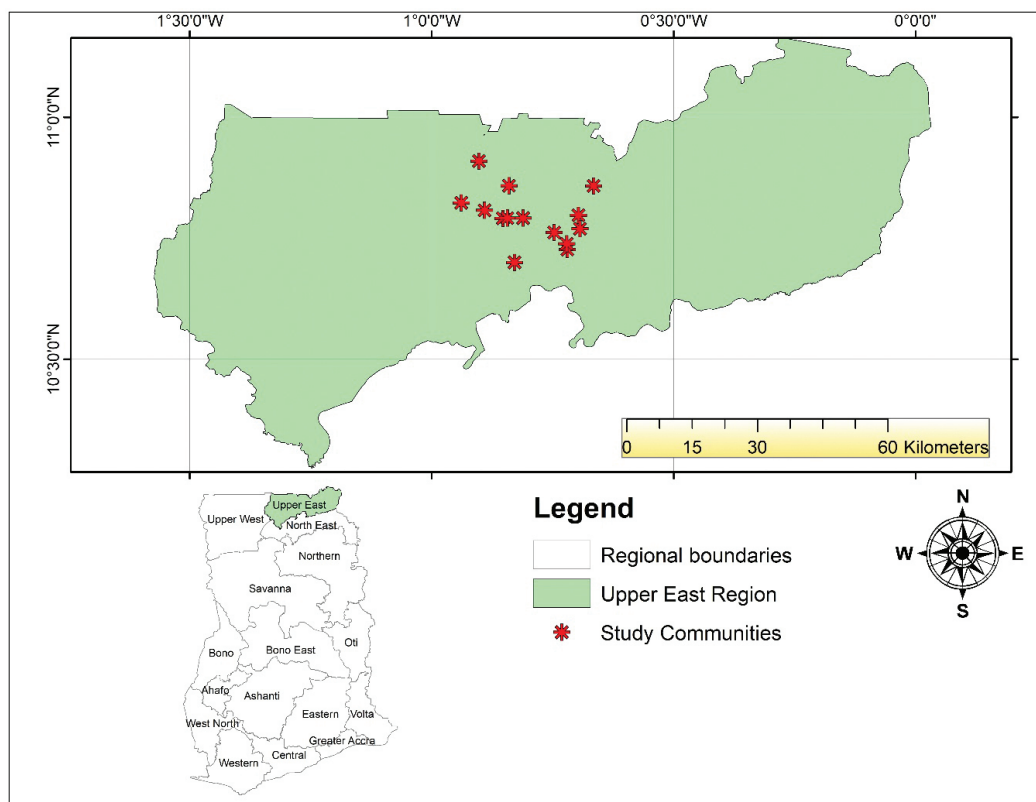 1°30'0"W 1°0'0"W 0°30'0"W 0°0'0"
11°0'0"N
10°30'0"N
0 15 30 60 Kilometers
Upper East
Upper West
North East
Northern
Savanna
Bono
Bono East
Oti
Ahafo
Ashanti
West North
Eastern
Volta
Greater Accre
Central
Western
Legend
Regional boundaries
Upper East Region
Study Communities
N
W E
S